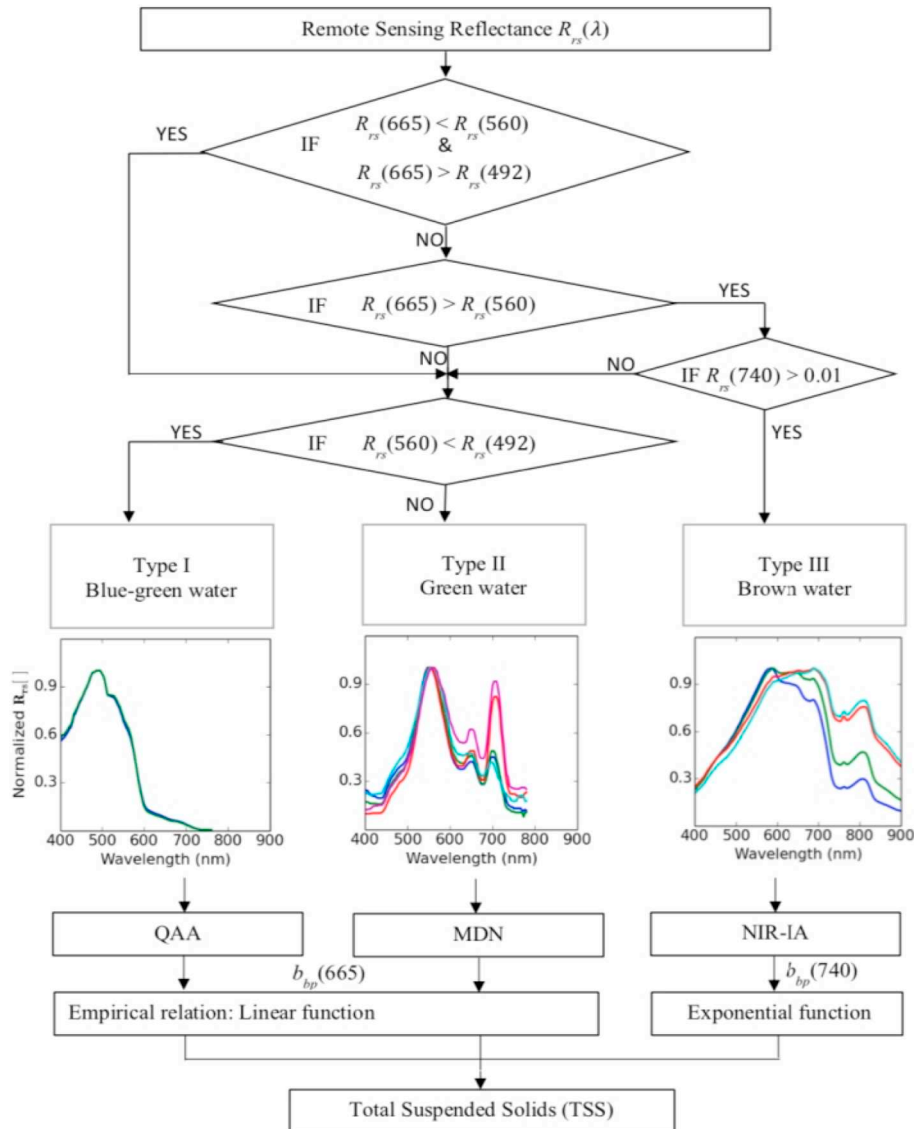 Remote Sensing Reflectance Rrs(λ)
YES
IF Rrs(665) < Rrs(560)
&
Rrs(665) > Rrs(492)
NO
IF Rrs(665) > Rrs(560)
YES
NO
NO
IF Rrs(740) > 0.01
YES
IF Rrs(560) < Rrs(492)
YES
NO
Type I
Blue-green water
Type II
Green water
Type III
Brown water
Normalized Rrs[ ]
0.9
0.6
0.3
400 500 600 700 800 900
Wavelength (nm)
0.9
0.6
0.3
400 500 600 700 800 900
Wavelength (nm)
0.9
0.6
0.3
400 500 600 700 800 900
Wavelength (nm)
QAA
MDN
NIR-IA
bbp(665)
bbp(740)
Empirical relation: Linear function
Exponential function
Total Suspended Solids (TSS)